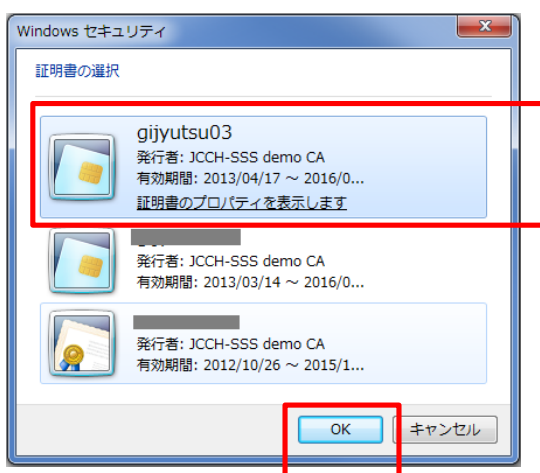 Windows セキュリティ
証明書の選択
gijyutsu03
発行者: JCCH-SSS demo CA
有効期間: 2013/04/17 ～ 2016/0...
証明書のプロパティを表示します
発行者: JCCH-SSS demo CA
有効期間: 2013/03/14 ～ 2016/0...
発行者: JCCH-SSS demo CA
有効期間: 2012/10/26 ～ 2015/1...
OK
キャンセル